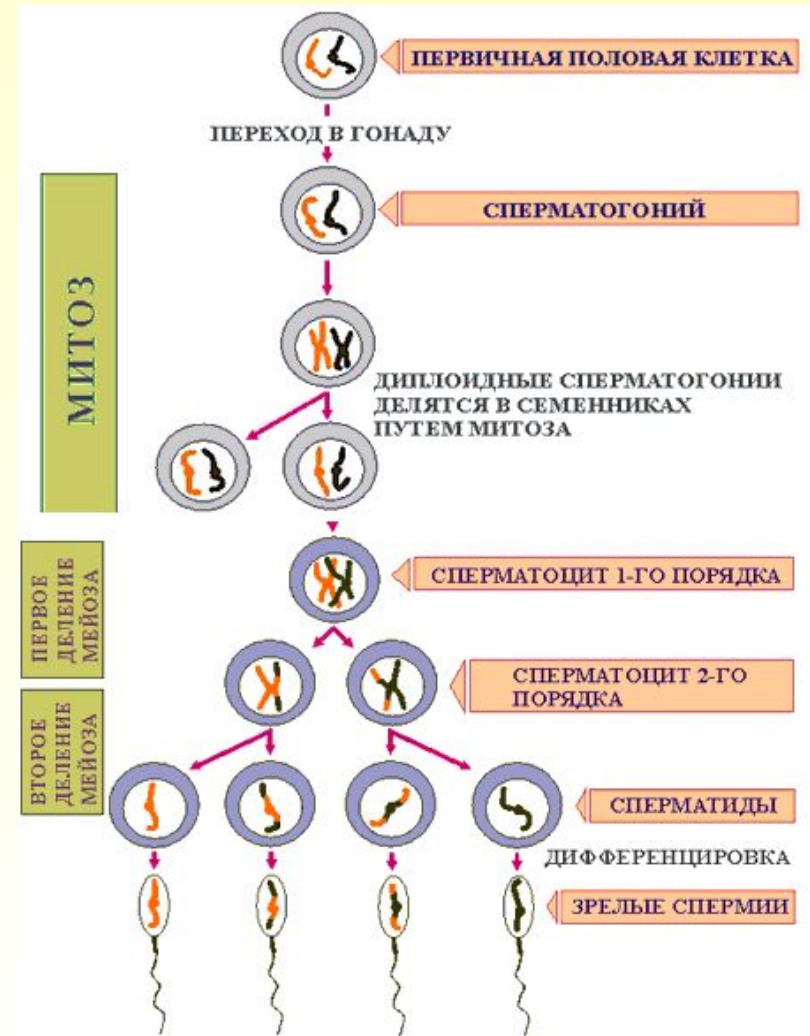 ПЕРВИЧНАЯ ПОЛОВАЯ КЛЕТКА
ПЕРЕХОД В ГОНАДУ
СПЕРМАТОГОНИЙ
МИТОЗ
ДИПЛОИДНЫЕ СПЕРМАТОГОНИИ
ДЕЛЯТСЯ В СЕМЕННИКАХ
ПУТЕМ МИТОЗА
ПЕРВОЕ
ДЕЛЕНИЕ
МЕЙОЗА
СПЕРМАТОЦИТ 1-ГО ПОРЯДКА
СПЕРМАТОЦИТ 2-ГО
ПОРЯДКА
ВТОРОЕ
ДЕЛЕНИЕ
МЕЙОЗА
СПЕРМАТИДЫ
ДИФФЕРЕНЦИРОВКА
ЗРЕЛЫЕ СПЕРМИИ